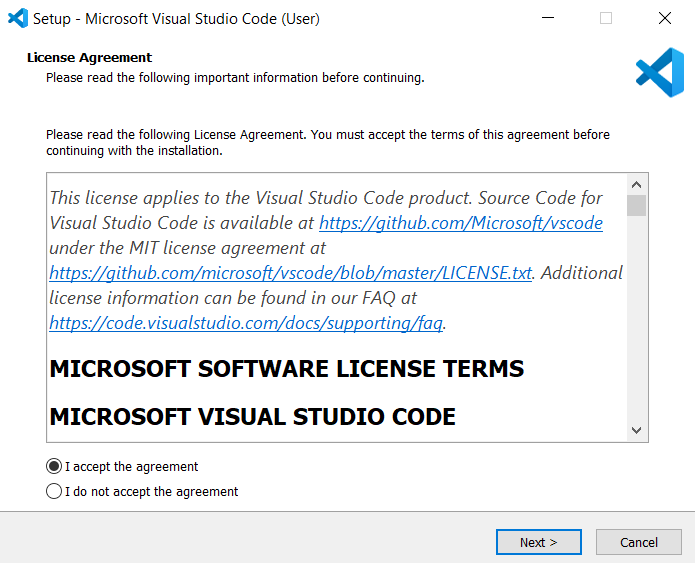 Setup - Microsoft Visual Studio Code (User)
License Agreement
Please read the following important information before continuing.
Please read the following License Agreement. You must accept the terms of this agreement before
continuing with the installation.
This license applies to the Visual Studio Code product. Source Code for
Visual Studio Code is available at https://github.com/Microsoft/vscode
under the MIT license agreement at
https://github.com/microsoft/vscode/blob/master/LICENSE.txt. Additional
license information can be found in our FAQ at
https://code.visualstudio.com/docs/supporting/faq.
MICROSOFT SOFTWARE LICENSE TERMS
MICROSOFT VISUAL STUDIO CODE
I accept the agreement
I do not accept the agreement
Next >
Cancel